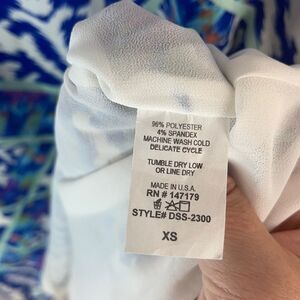 96% POLYESTER
4% SPANDEX
MACHINE WASH COLD
DELICATE CYCLE
TUMBLE DRY LOW
OR LINE DRY
MADE IN U.S.A.
RN # 147179
STYLE# DSS-2300
XS